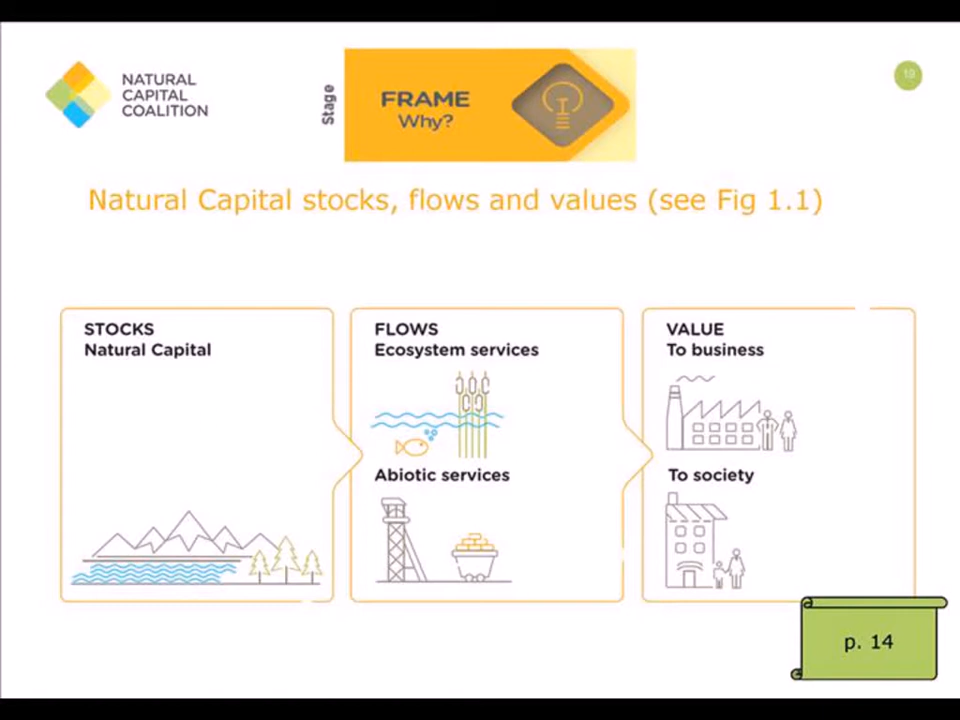 NATURAL
CAPITAL
COALITION
Stage
FRAME
Why?
19
Natural Capital stocks, flows and values (see Fig 1.1)
STOCKS
Natural Capital
FLOWS
Ecosystem services
Abiotic services
VALUE
To business
To society
p. 14